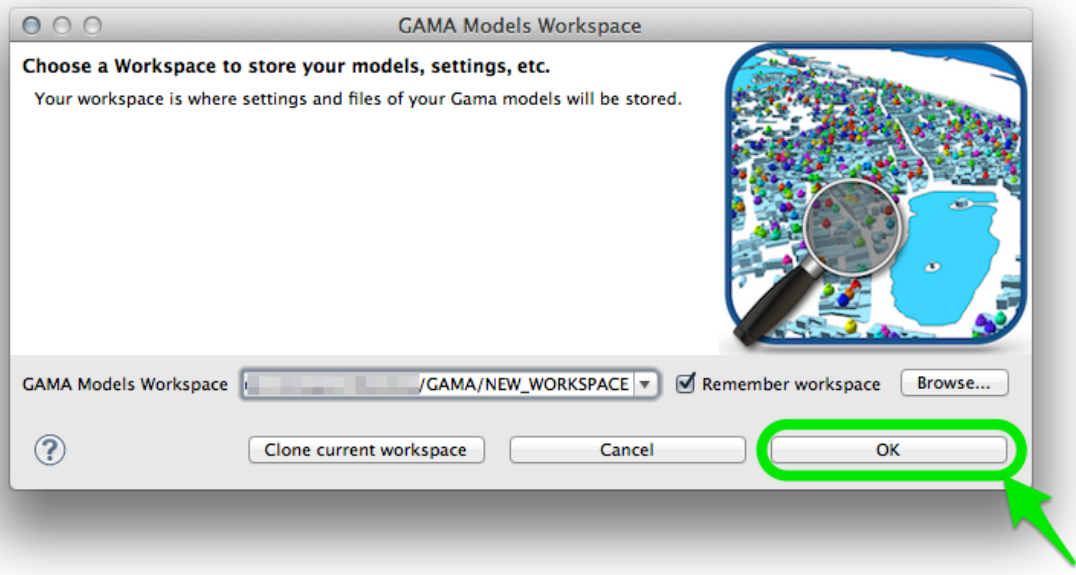 GAMA Models Workspace
Choose a Workspace to store your models, settings, etc.
Your workspace is where settings and files of your Gama models will be stored.
GAMA Models Workspace /GAMA/NEW_WORKSPACE Remember workspace Browse...
? Clone current workspace Cancel OK